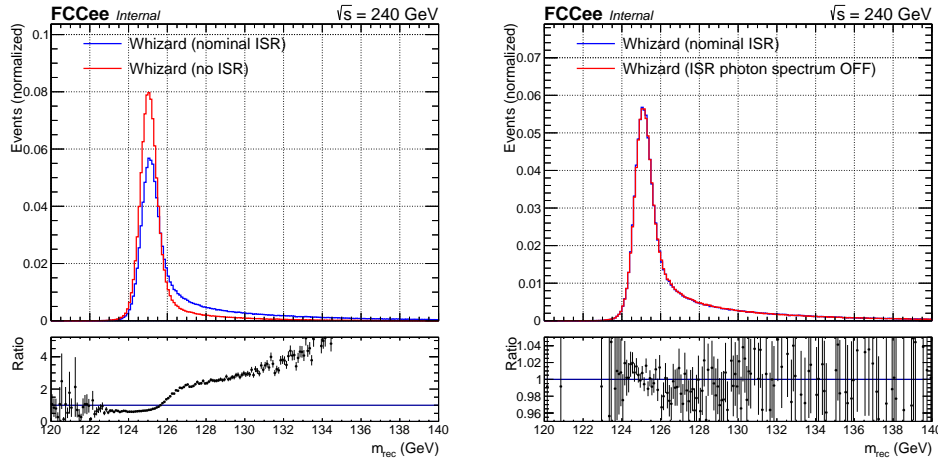 FCCee Internal √s = 240 GeV
Events (normalized)
0.1
0.08
0.06
0.04
0.02
0
Whizard (nominal ISR)
Whizard (no ISR)
Ratio
4
2
0
120 122 124 126 128 130 132 134 136 138 140
m_rec (GeV)
FCCee Internal √s = 240 GeV
Events (normalized)
0.07
0.06
0.05
0.04
0.03
0.02
0.01
0
Whizard (nominal ISR)
Whizard (ISR photon spectrum OFF)
Ratio
1.04
1.02
1
0.98
0.96
120 122 124 126 128 130 132 134 136 138 140
m_rec (GeV)